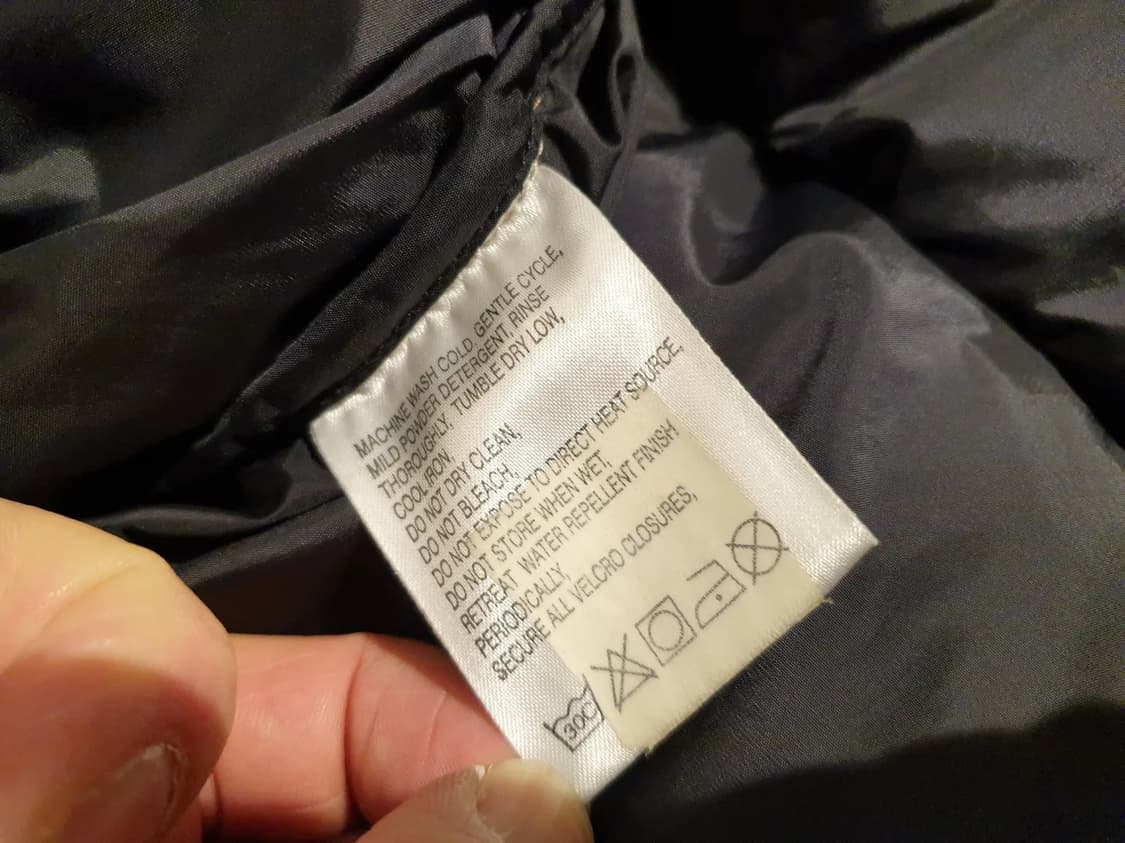 MACHINE WASH COLD GENTLE CYCLE,
MILD POWDER DETERGENT, RINSE
THOROUGHLY, TUMBLE DRY LOW,
COOL IRON
DO NOT DRY CLEAN,
DO NOT BLEACH,
DO NOT EXPOSE TO DIRECT HEAT SOURCE,
DO NOT STORE WHEN WET,
RETREAT WATER REPELLENT FINISH
PERIODICALLY,
SECURE ALL VELCRO CLOSURES,
30C